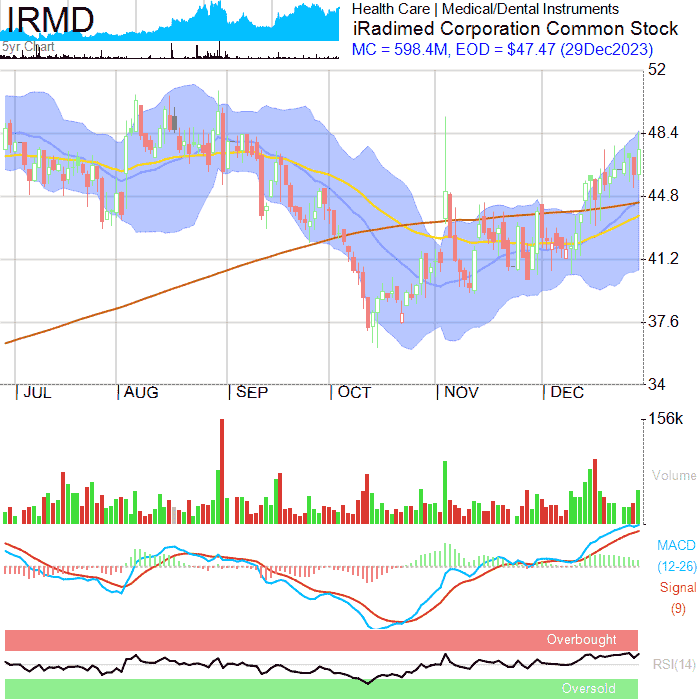 IRMD
5yr Chart
Health Care | Medical/Dental Instruments
iRadimed Corporation Common Stock
MC = 598.4M, EOD = $47.47 (29Dec2023)
52
48.4
44.8
41.2
37.6
34
JUL AUG SEP OCT NOV DEC
156k
Volume
MACD
(12-26)
Signal
(9)
Overbought
RSI(14)
Oversold